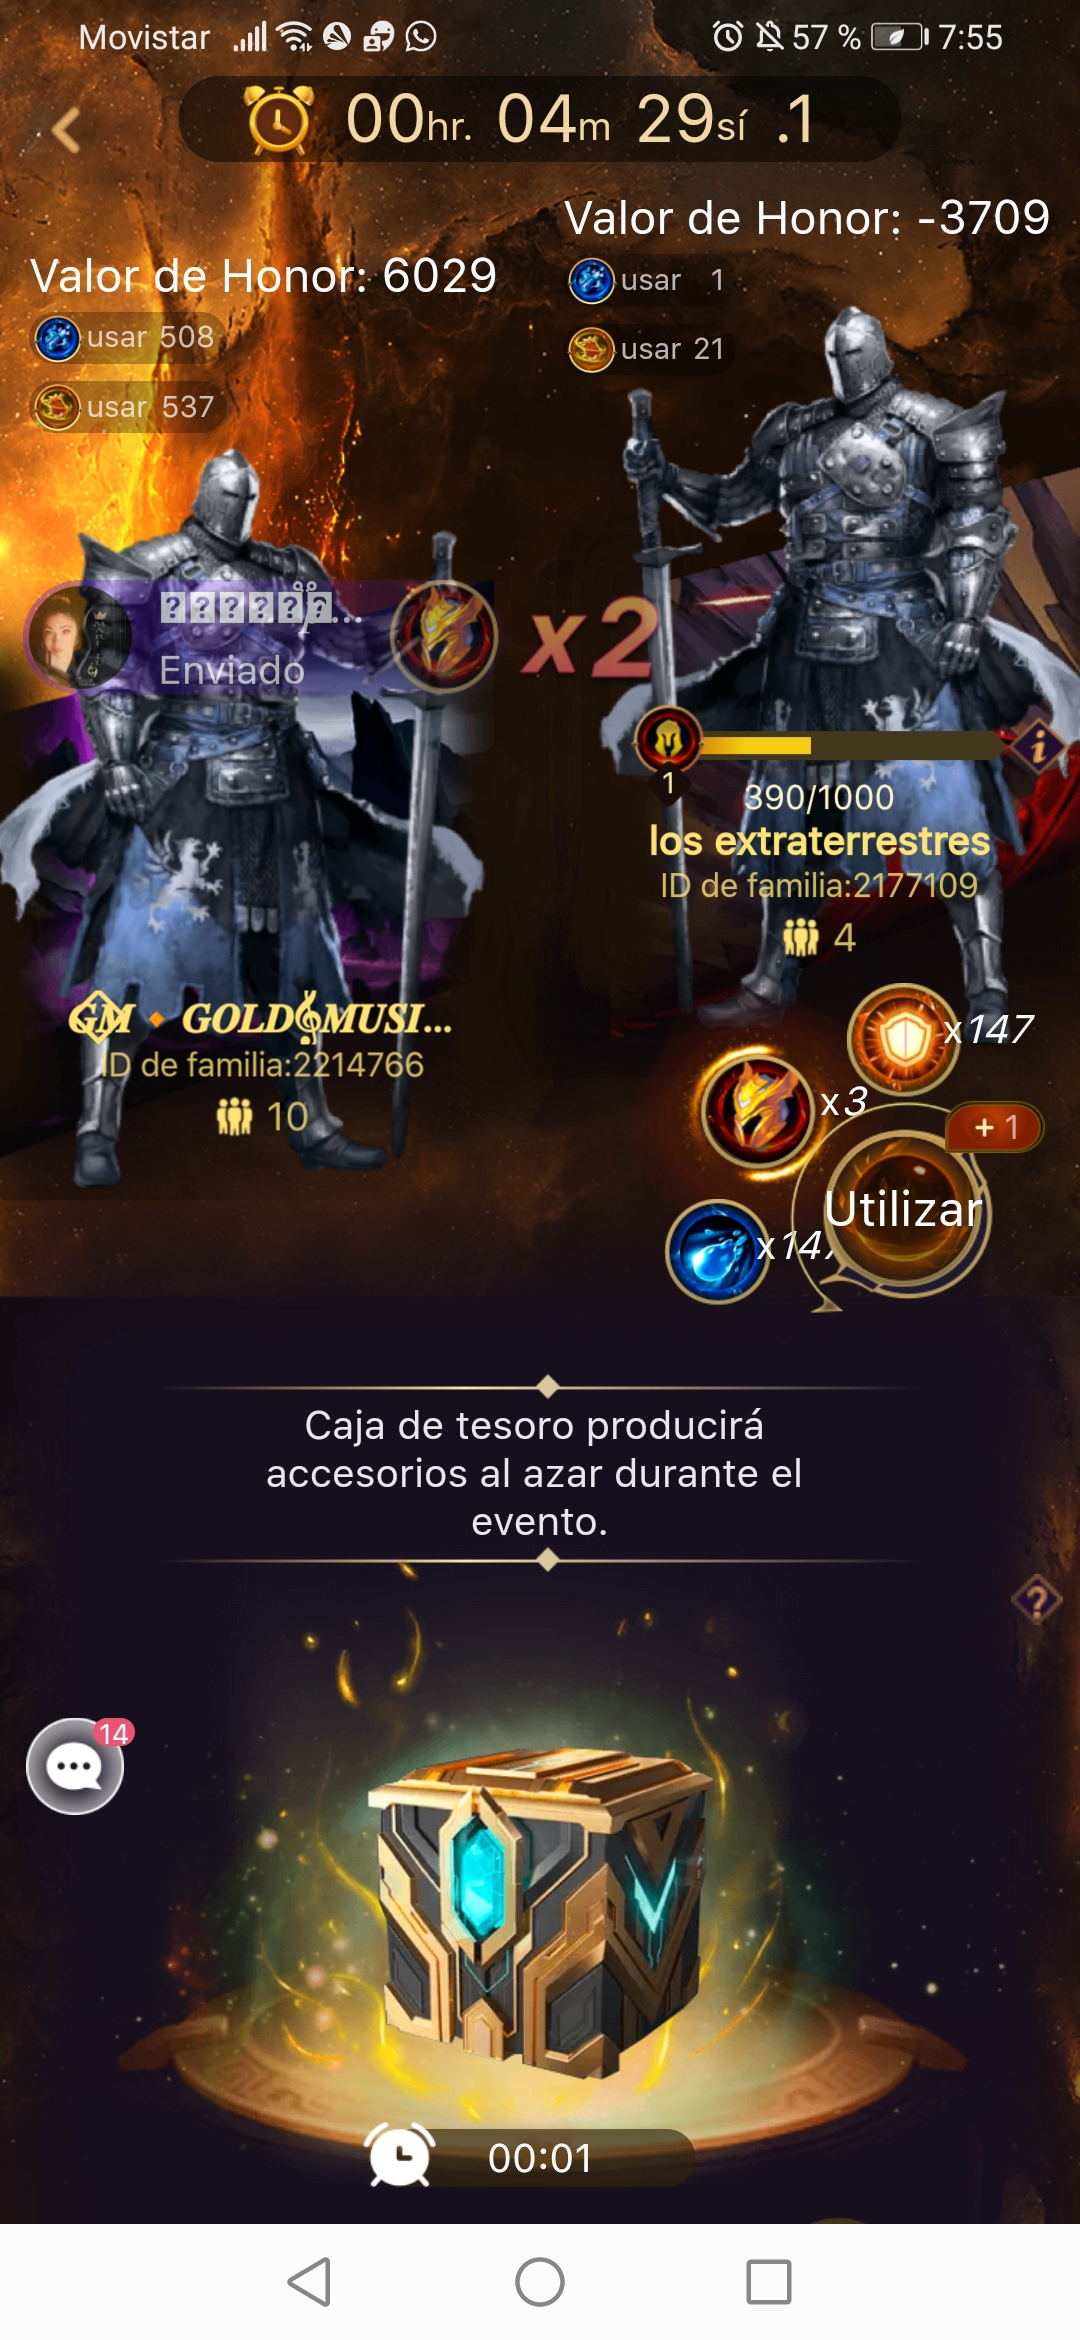 Movistar 57 % 7:55
00hr. 04m 29sí .1
Valor de Honor: -3709
Valor de Honor: 6029
usar 1
usar 508
usar 21
usar 537
Enviado
x2
1
390/1000
los extraterrestres
ID de familia:2177109
4
GM🔸GOLD𝄞MUSI...
ID de familia:2214766
10
x147
x3
+ 1
Utilizar
Caja de tesoro producirá
accesorios al azar durante el
evento.
?
14
00:01